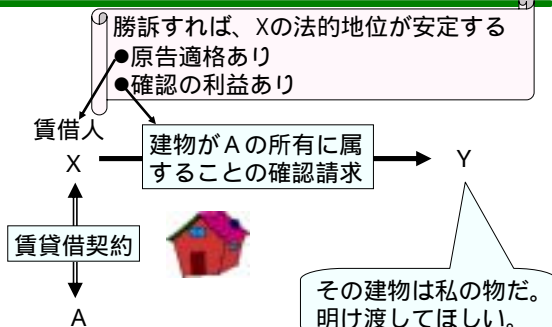 勝訴すれば、Xの法的地位が安定する
●原告適格あり
●確認の利益あり
賃借人
X
建物がAの所有に属
することの確認請求
Y
賃貸借契約
A
その建物は私の物だ。
明け渡してほしい。